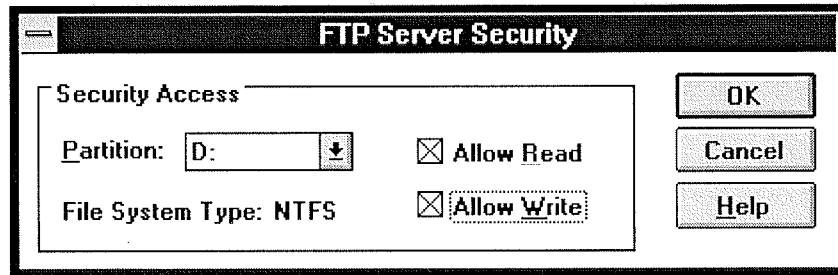 FTP Server Security
Security Access
Partition: D:
Allow Read
File System Type: NTFS
Allow Write
OK
Cancel
Help